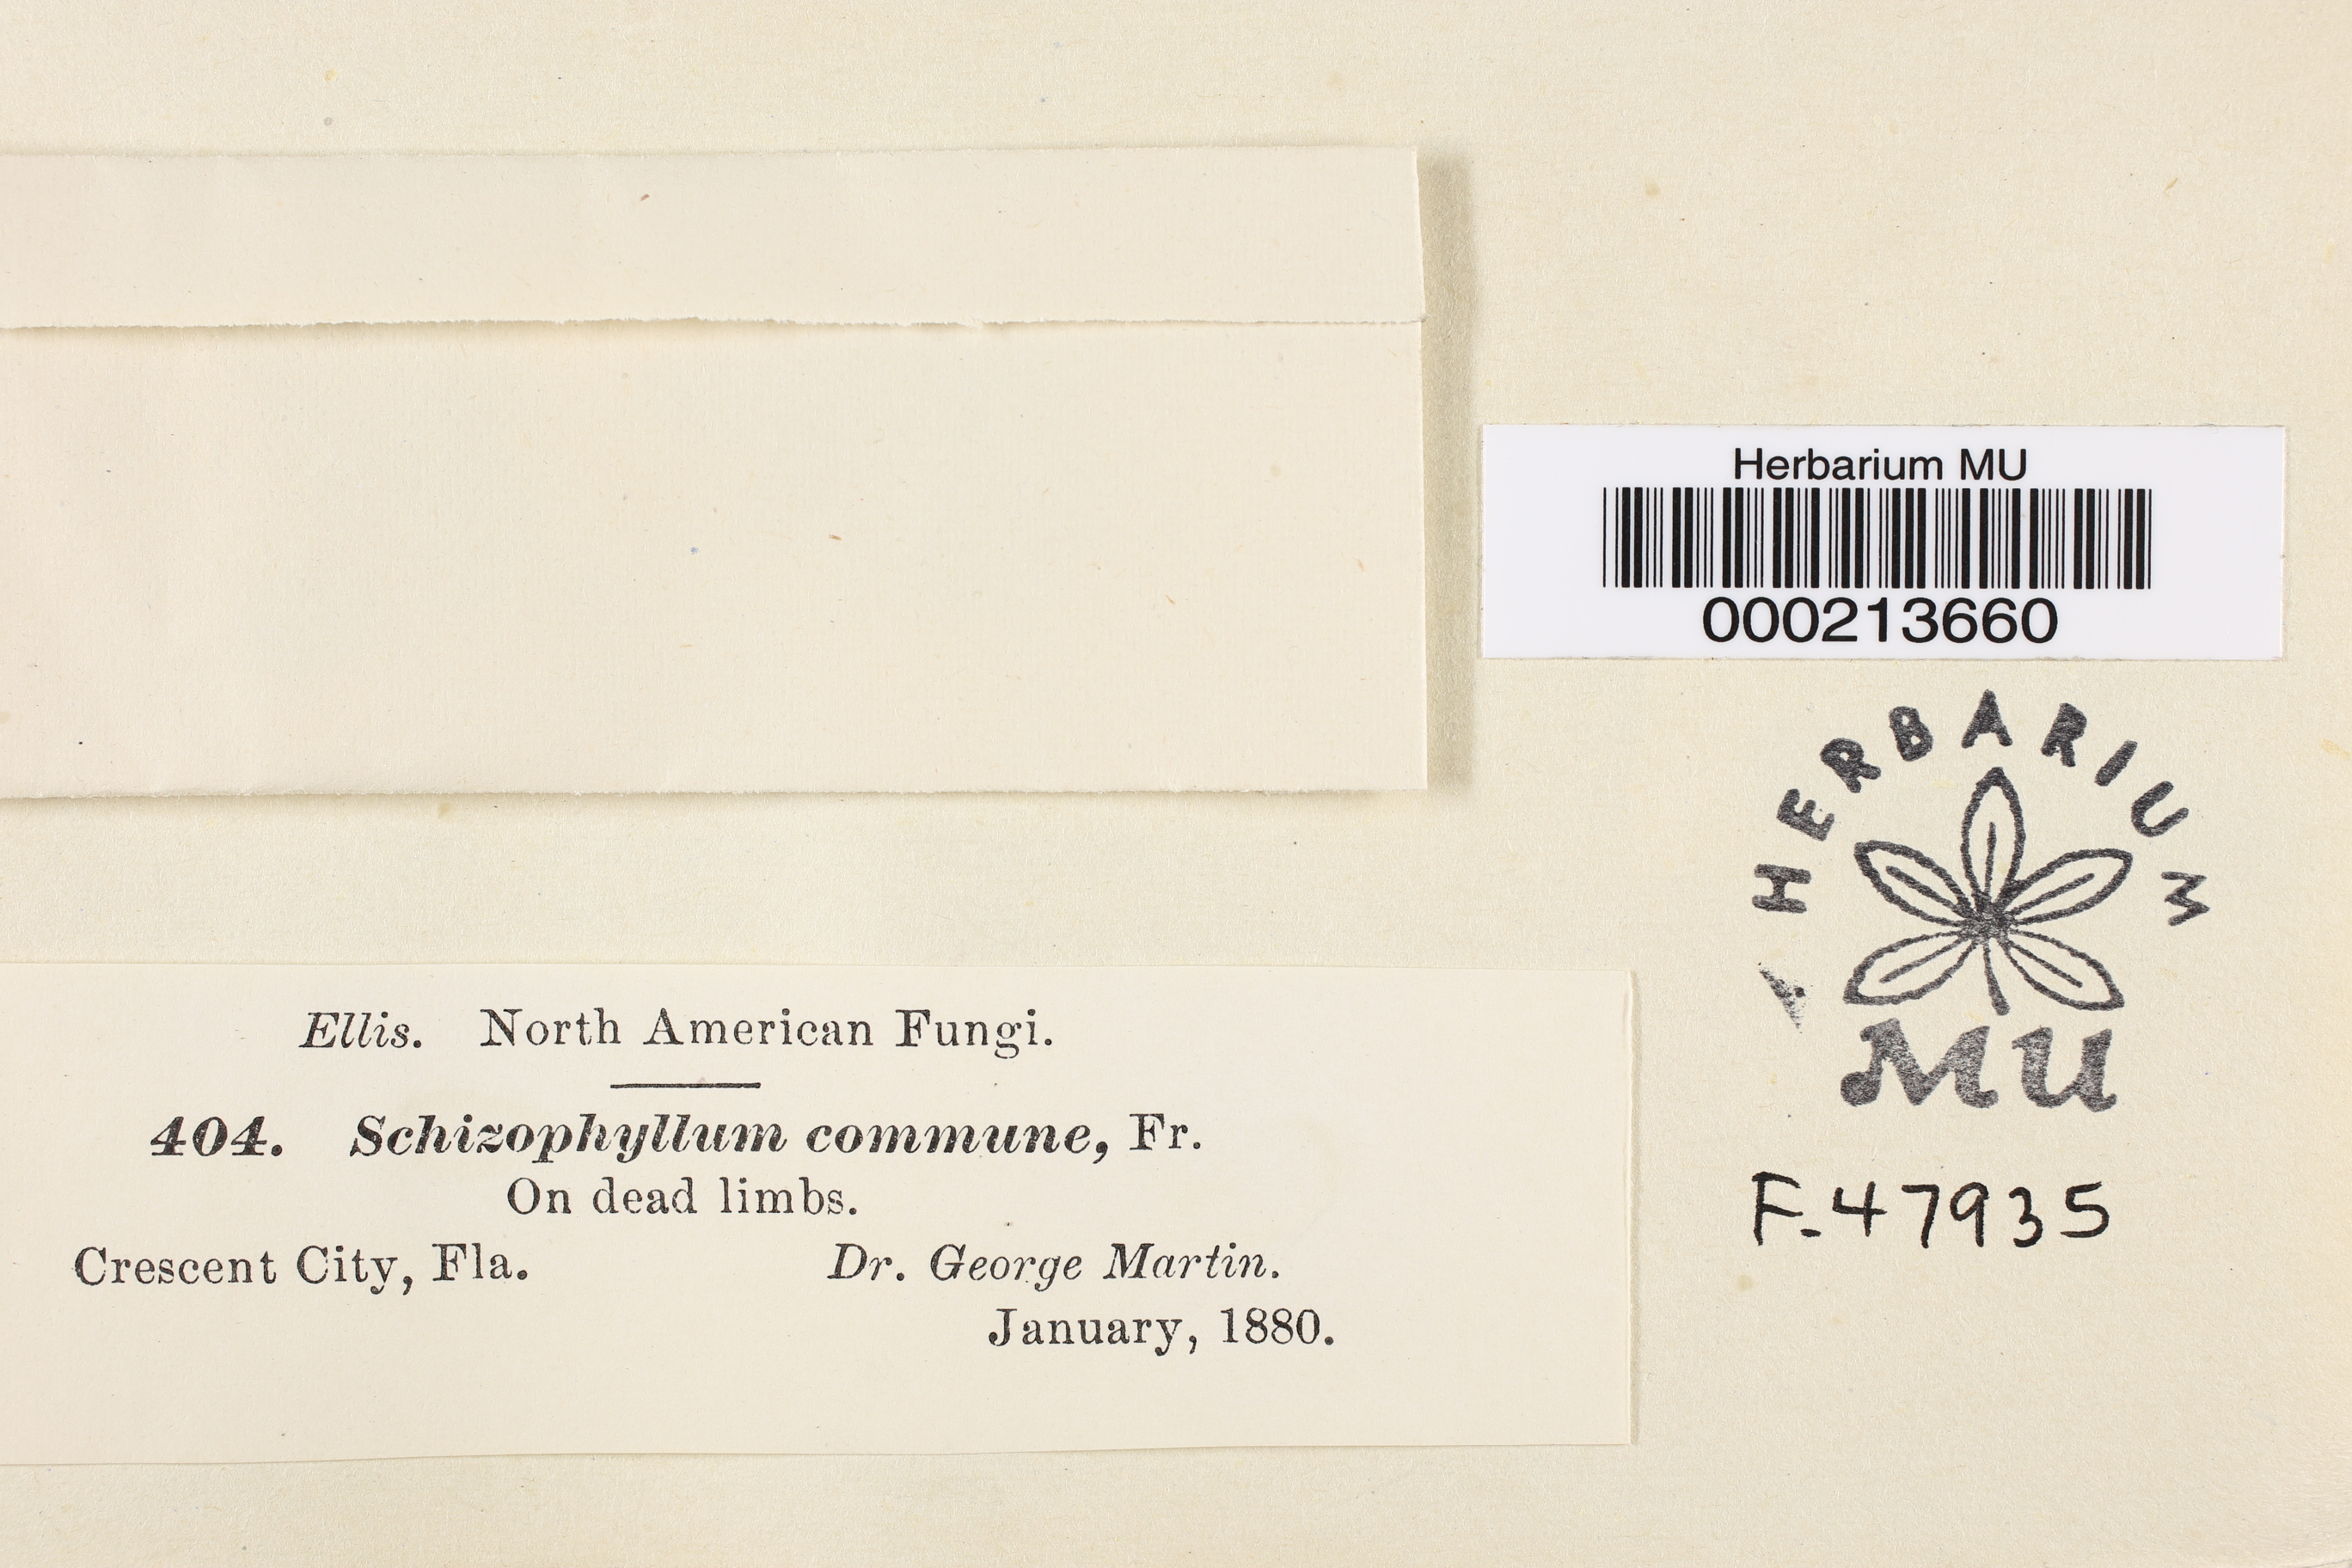 Herbarium MU
000213660
HERBARIUM
MU
F.47935
Ellis. North American Fungi.
404. Schizophyllum commune, Fr.
On dead limbs.
Crescent City, Fla. Dr. George Martin.
January, 1880.